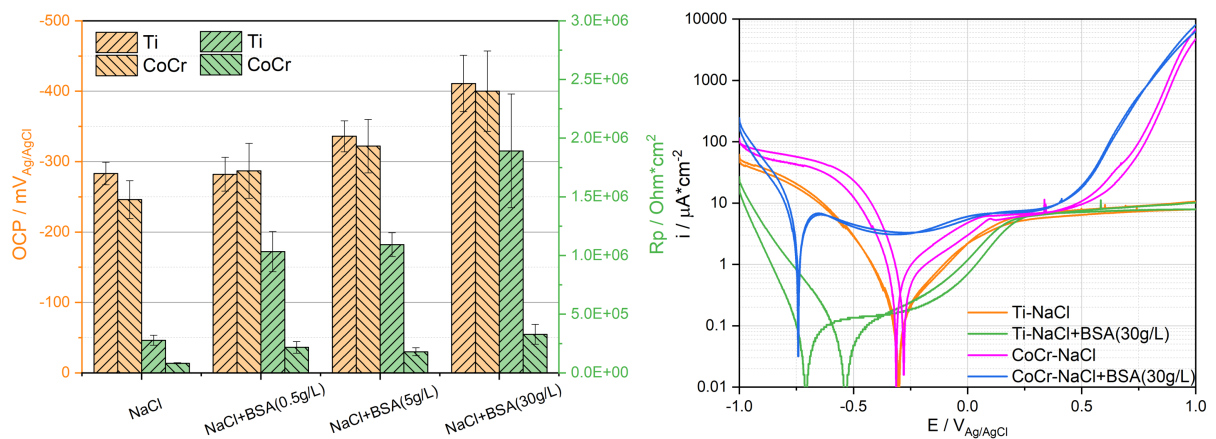 OCP / mV_Ag/AgCl
-500
-400
-300
-200
-100
0
Ti Ti
CoCr CoCr
NaCl
NaCl+BSA(0.5g/L)
NaCl+BSA(5g/L)
NaCl+BSA(30g/L)
3.0E+06
2.5E+06
2.0E+06
1.5E+06
1.0E+06
5.0E+05
0.0E+00
Rp / Ohm*cm²
i / μA*cm⁻²
10000
1000
100
10
1
0.1
0.01
Ti-NaCl
Ti-NaCl+BSA(30g/L)
CoCr-NaCl
CoCr-NaCl+BSA(30g/L)
-1.0 -0.5 0.0 0.5 1.0
E / V_Ag/AgCl